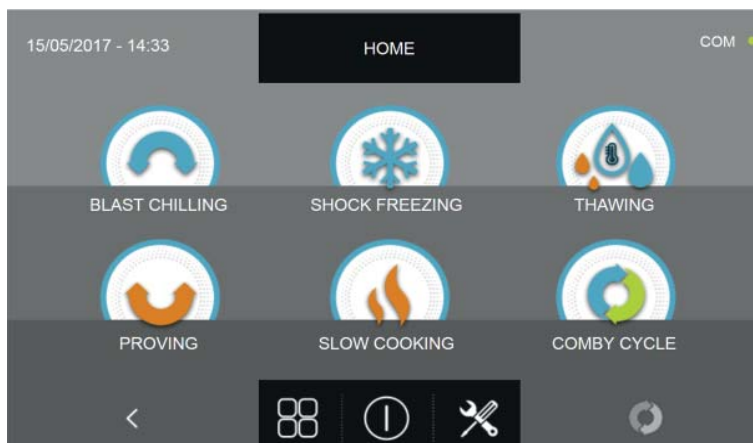 15/05/2017 - 14:33
HOME
COM
BLAST CHILLING
SHOCK FREEZING
THAWING
PROVING
SLOW COOKING
COMBY CYCLE